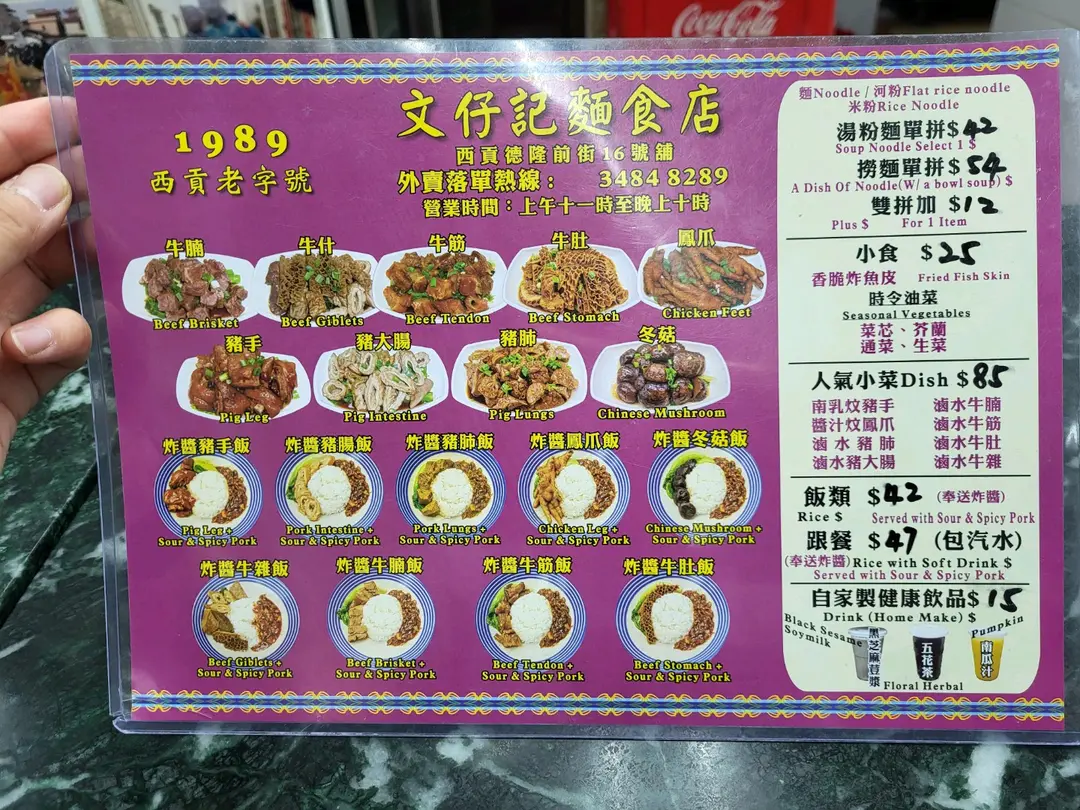 Coca-Cola
1989
西貢老字號
文仔記麵食店
西貢德隆前街16號舖
外賣落單熱線: 3484 8289
營業時間:上午十一時至晚上十時
牛腩
Beef Brisket
牛什
Beef Giblets
牛筋
Beef Tendon
牛肚
Beef Stomach
鳳爪
Chicken Feet
豬手
Pig Leg
豬大腸
Pig Intestine
豬肺
Pig Lungs
冬菇
Chinese Mushroom
炸醬豬手飯
Pig Leg +
Sour & Spicy Pork
炸醬豬腸飯
Pork Intestine +
Sour & Spicy Pork
炸醬豬肺飯
Pork Lungs +
Sour & Spicy Pork
炸醬鳳爪飯
Chicken Leg +
Sour & Spicy Pork
炸醬冬菇飯
Chinese Mushroom +
Sour & Spicy Pork
炸醬牛雜飯
Beef Giblets +
Sour & Spicy Pork
炸醬牛腩飯
Beef Brisket +
Sour & Spicy Pork
炸醬牛筋飯
Beef Tendon +
Sour & Spicy Pork
炸醬牛肚飯
Beef Stomach +
Sour & Spicy Pork
麵Noodle / 河粉Flat rice noodle
米粉Rice Noodle
湯粉麵單拼$42
Soup Noodle Select 1 $
撈麵單拼$54
A Dish Of Noodle(W/ a bowl soup) $
雙拼加 $12
Plus $ For 1 Item
小食 $25
香脆炸魚皮 Fried Fish Skin
時令油菜
Seasonal Vegetables
菜芯、芥蘭
通菜、生菜
人氣小菜Dish $85
南乳炆豬手 滷水牛腩
醬汁炆鳳爪 滷水牛筋
滷水豬肺 滷水牛肚
滷水豬大腸 滷水牛雜
飯類 $42 (奉送炸醬)
Rice $ Served with Sour & Spicy Pork
跟餐 $47 (包汽水)
(奉送炸醬)Rice with Soft Drink $
Served with Sour & Spicy Pork
自家製健康飲品$ 15
Drink (Home Make) $
Black Sesame
Soymilk
黑芝麻荳漿
五花茶
Floral Herbal
Pumpkin
南瓜汁